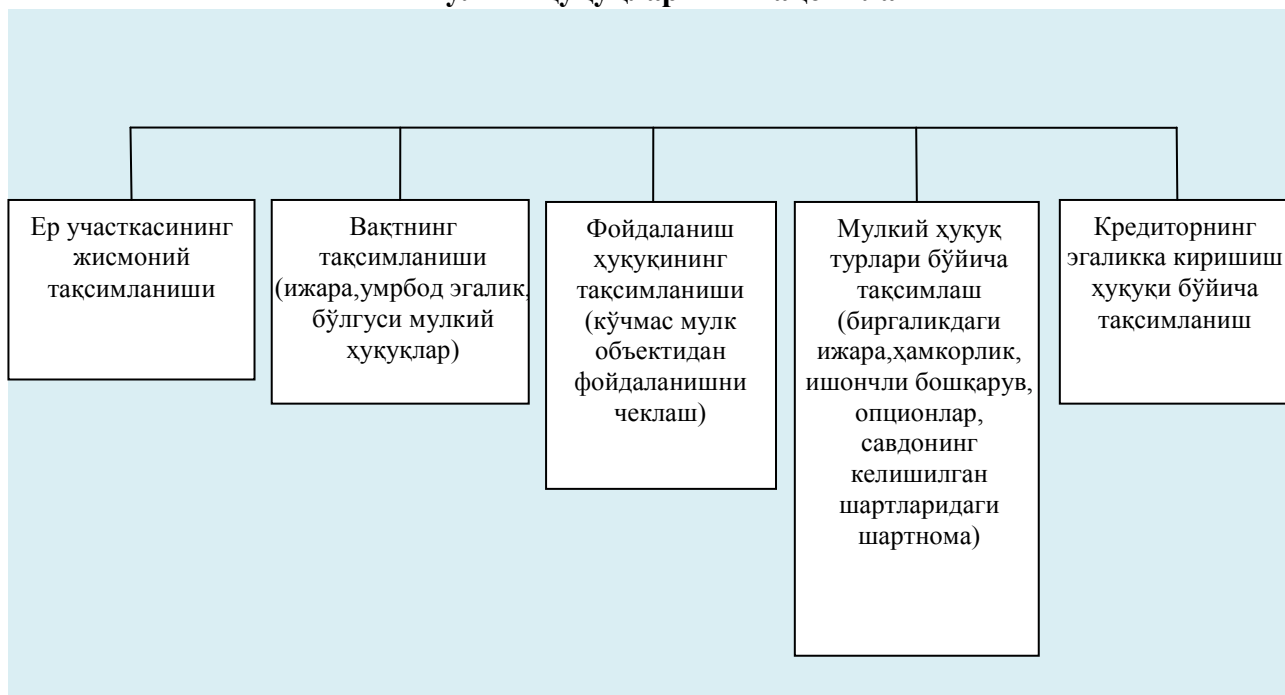 Ер участкасининг
жисмоний
тақсимланиши
Вақтнинг
тақсимланиши
(ижара,умрбод эгалик,
бўлгуси мулкий
ҳуқуқлар)
Фойдаланиш
ҳуқуқининг
тақсимланиши
(кўчмас мулк
объектидан
фойдаланишни
чеклаш)
Мулкий ҳуқуқ
турлари бўйича
тақсимлаш
(биргаликдаги
ижара,ҳамкорлик,
ишончли бошқарув,
опционлар,
савдонинг
келишилган
шартларидаги
шартнома)
Кредиторнинг
эгаликка киришиш
ҳуқуқи бўйича
тақсимланиш